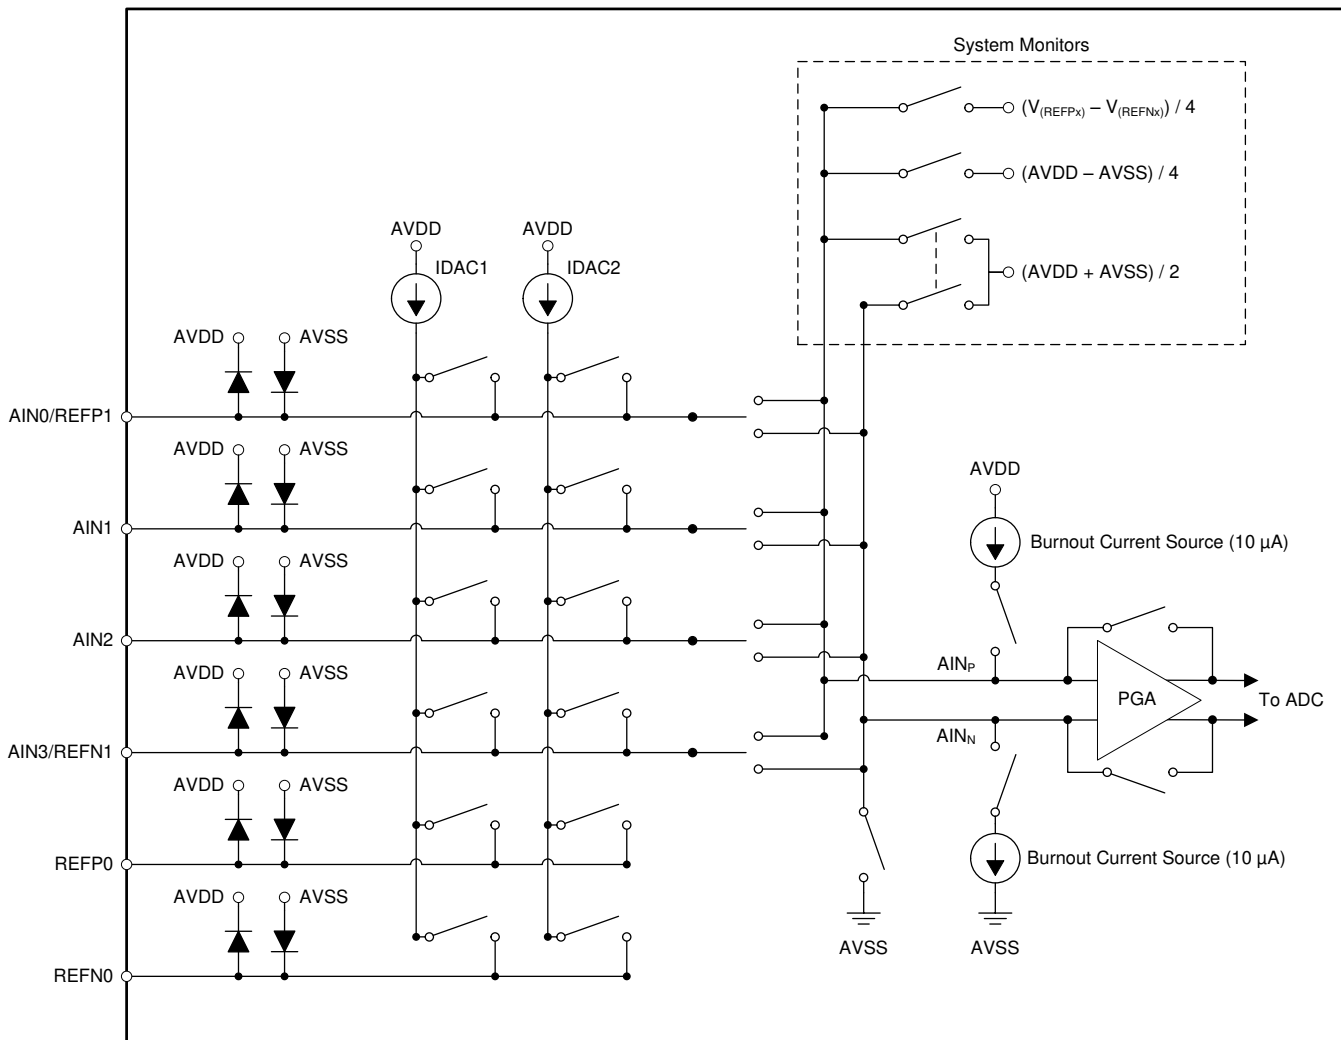 System Monitors
(V(REFPx) – V(REFNx)) / 4
(AVDD – AVSS) / 4
(AVDD + AVSS) / 2
AVDD
AVDD
IDAC1
IDAC2
AVDD
AVSS
AIN0/REFP1
AVDD
AVSS
AIN1
AVDD
AVSS
AIN2
AVDD
AVSS
AIN3/REFN1
AVDD
AVSS
REFP0
AVDD
AVSS
REFN0
AVDD
Burnout Current Source (10 µA)
AINP
PGA
To ADC
AINN
Burnout Current Source (10 µA)
AVSS
AVSS